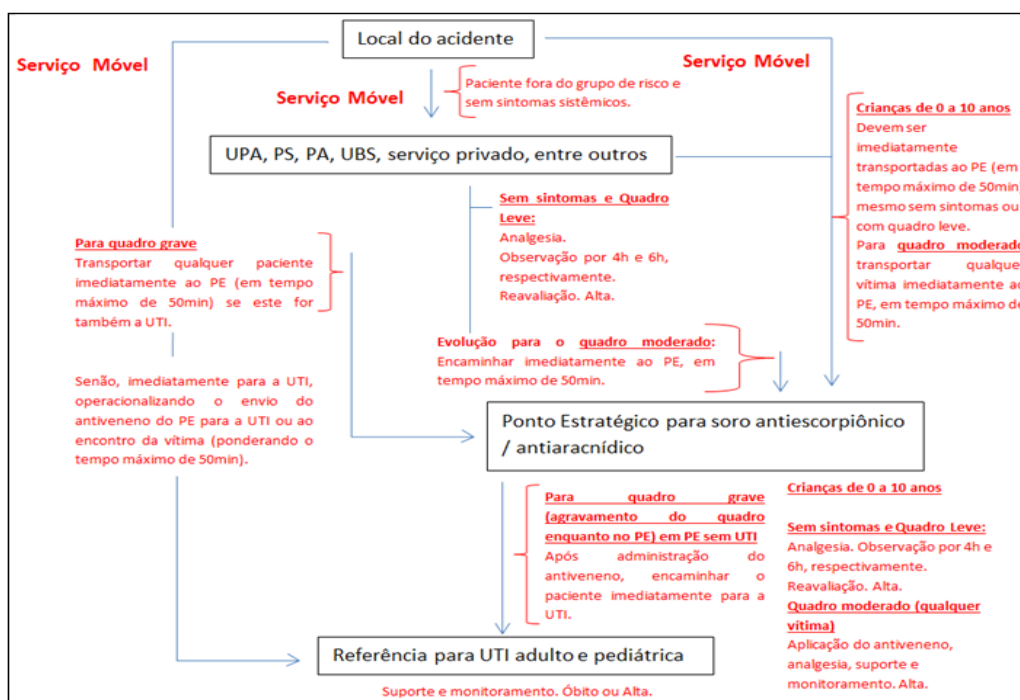 Local do acidente
Serviço Móvel
Serviço Móvel
Serviço Móvel
Paciente fora do grupo de risco e
sem sintomas sistêmicos.
UPA, PS, PA, UBS, serviço privado, entre outros
Crianças de 0 a 10 anos
Devem ser
imediatamente
transportadas ao PE (em
tempo máximo de 50min)
mesmo sem sintomas ou
com quadro leve.
Para quadro moderado
transportar qualquer
vítima imediatamente ao
PE, em tempo máximo de
50min.
Sem sintomas e Quadro
Leve:
Analgesia.
Observação por 4h e 6h,
respectivamente.
Reavaliação. Alta.
Para quadro grave
Transportar qualquer paciente
imediatamente ao PE (em tempo
máximo de 50min) se este for
também a UTI.
Evolução para o quadro moderado:
Encaminhar imediatamente ao PE, em
tempo máximo de 50min.
Senão, imediatamente para a UTI,
operacionalizando o envio do
antiveneno do PE para a UTI ou ao
encontro da vítima (ponderando o
tempo máximo de 50min).
Ponto Estratégico para soro antiescorpiônico
/ antiaracnídico
Para quadro grave
(agravamento do quadro
enquanto no PE) em PE sem UTI
Após administração do
antiveneno, encaminhar o
paciente imediatamente para a
UTI.
Crianças de 0 a 10 anos
Sem sintomas e Quadro Leve:
Analgesia. Observação por 4h e
6h, respectivamente.
Reavaliação. Alta.
Quadro moderado (qualquer
vítima)
Aplicação do antiveneno,
analgesia, suporte e
monitoramento. Alta.
Referência para UTI adulto e pediátrica
Suporte e monitoramento. Óbito ou Alta.